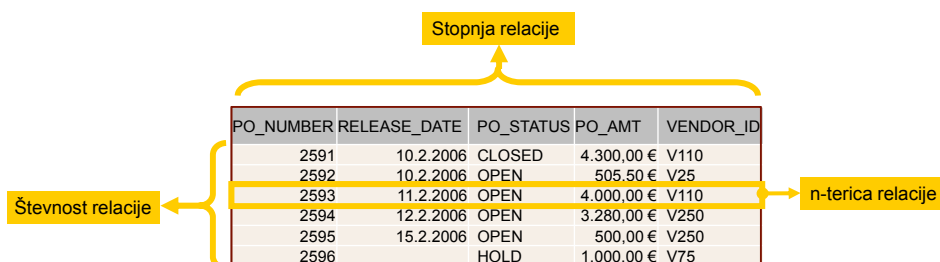 Stopnja relacije
PO_NUMBER RELEASE_DATE PO_STATUS PO_AMT VENDOR_ID
2591 10.2.2006 CLOSED 4.300,00 € V110
2592 10.2.2006 OPEN 505.50 € V25
2593 11.2.2006 OPEN 4.000,00 € V110
2594 12.2.2006 OPEN 3.280,00 € V250
2595 15.2.2006 OPEN 500,00 € V250
2596 HOLD 1.000,00 € V75
Števnost relacije
n-terica relacije